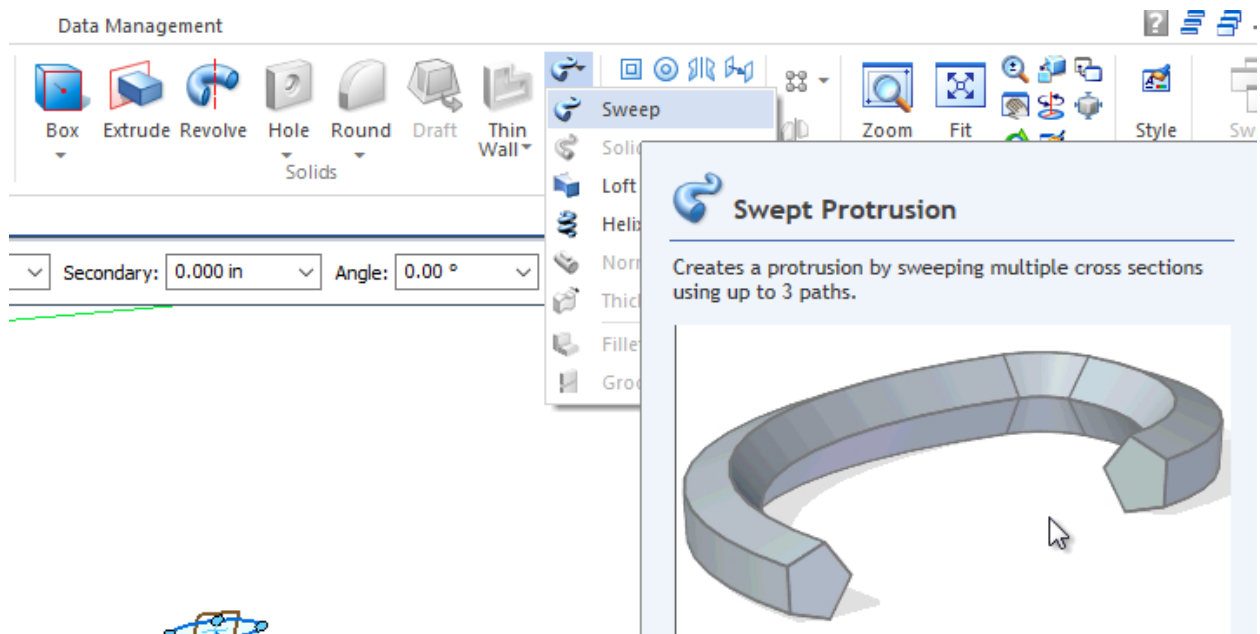 Data Management
?
Box Extrude Revolve Hole Round Draft Thin Wall
Zoom Fit Style
Solids
Sweep
Loft
Swept Protrusion
Creates a protrusion by sweeping multiple cross sections
using up to 3 paths.
Secondary: 0.000 in Angle: 0.00 °